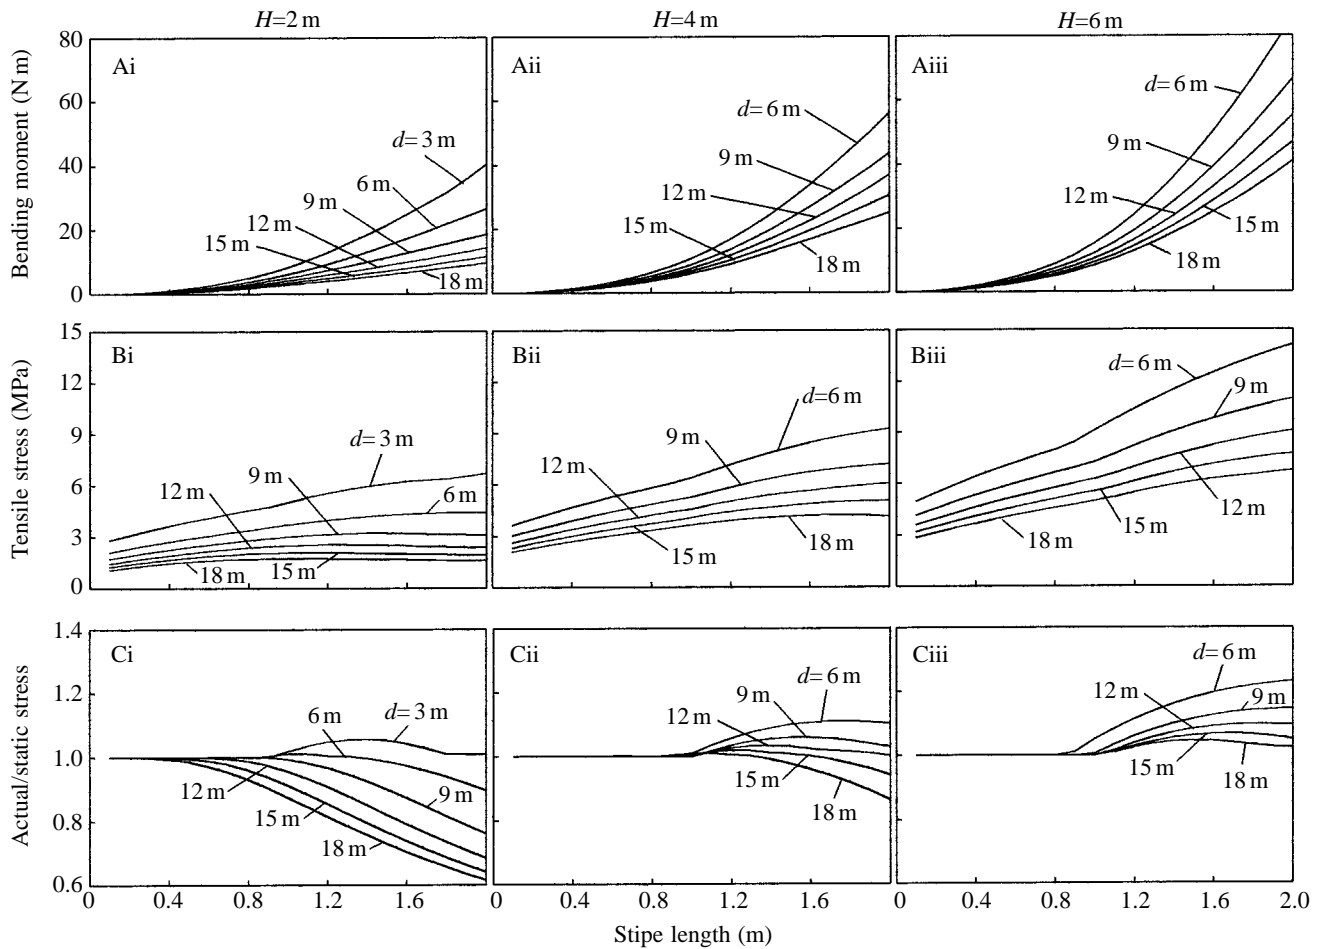 H=2 m
H=4 m
H=6 m
Bending moment (N m)
80
60
40
20
0
Ai
d=3 m
6 m
9 m
12 m
15 m
18 m
Aii
d=6 m
9 m
12 m
15 m
18 m
Aiii
d=6 m
9 m
12 m
15 m
18 m
Tensile stress (MPa)
15
12
9
6
3
0
Bi
d=3 m
9 m
12 m
6 m
18 m
15 m
Bii
d=6 m
9 m
12 m
15 m
18 m
Biii
d=6 m
9 m
12 m
15 m
18 m
Actual/static stress
1.4
1.2
1.0
0.8
0.6
Ci
6 m
d=3 m
12 m
9 m
15 m
18 m
Cii
d=6 m
9 m
12 m
15 m
18 m
Ciii
d=6 m
12 m
9 m
15 m
18 m
0 0.4 0.8 1.2 1.6 0 0.4 0.8 1.2 1.6 0 0.4 0.8 1.2 1.6 2.0
Stipe length (m)